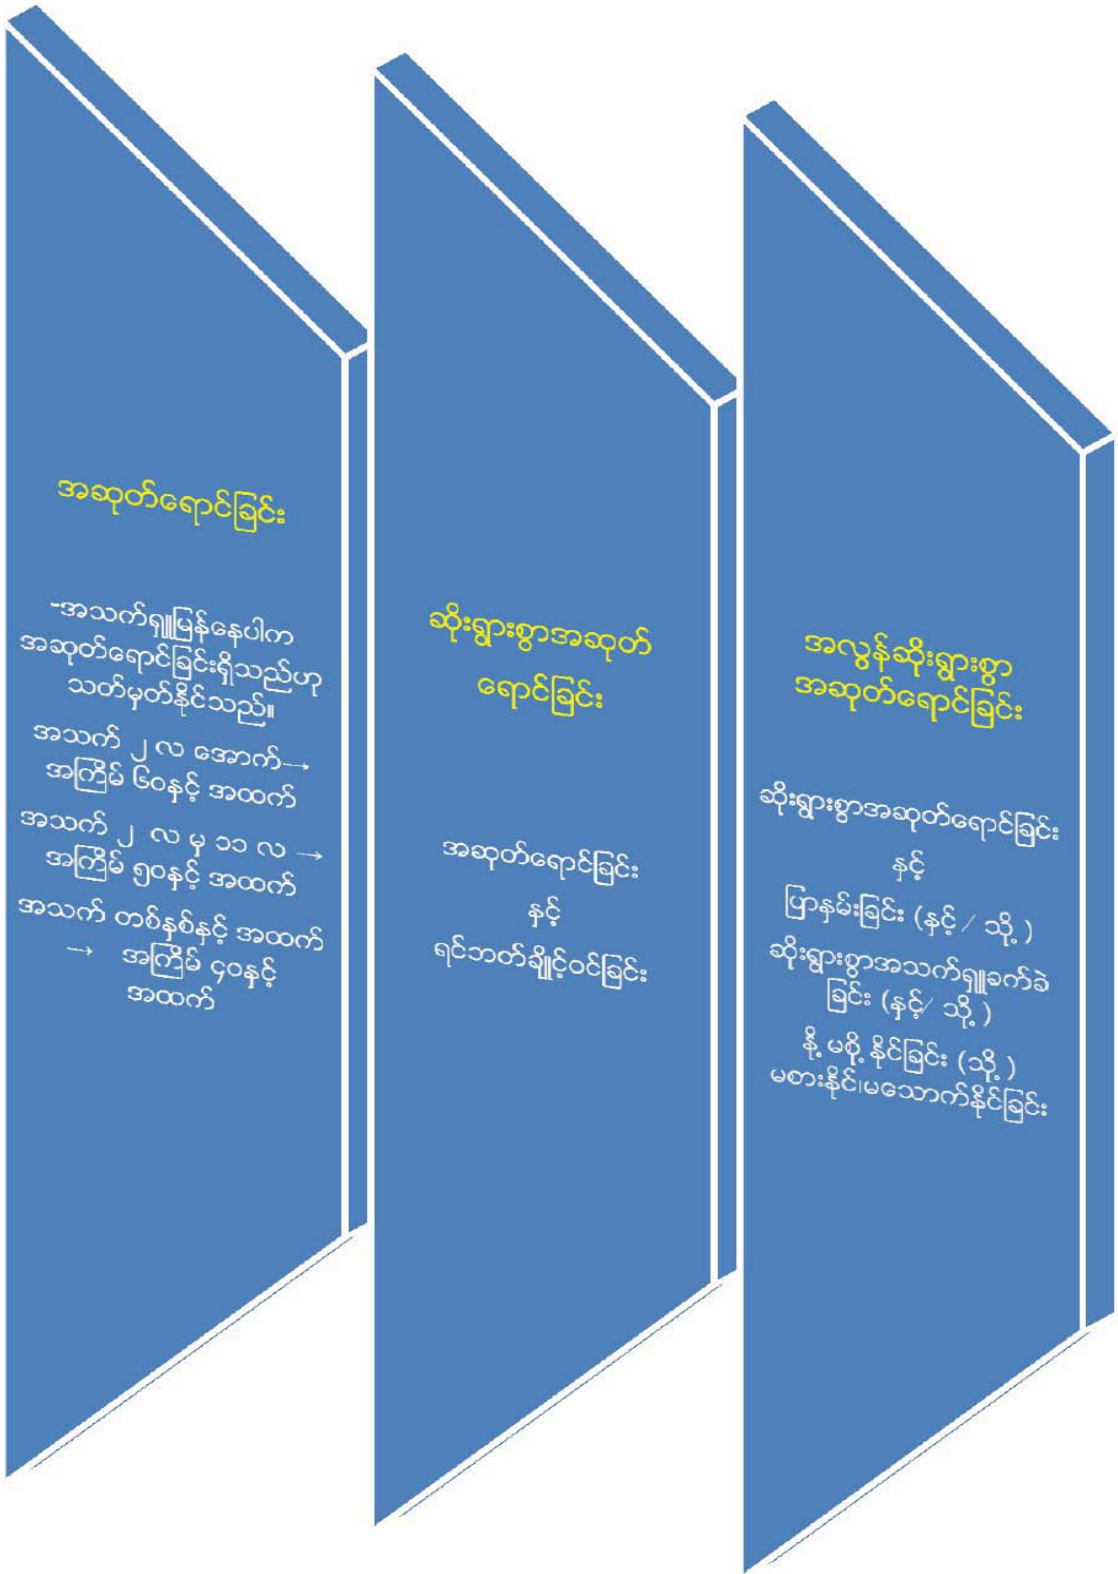 အဆုတ်ရောင်ခြင်း
-အသက်ရှူမြန်နေပါက
အဆုတ်ရောင်ခြင်းရှိသည်ဟု
သတ်မှတ်နိုင်သည်။
အသက် ၂ လ အောက်→
အကြိမ် ၆၀နှင့် အထက်
အသက် ၂ လ မှ ၁၁ လ →
အကြိမ် ၅၀နှင့် အထက်
အသက် တစ်နှစ်နှင့် အထက်
→ အကြိမ် ၄၀နှင့်
အထက်
ဆိုးရွားစွာအဆုတ်
ရောင်ခြင်း
အဆုတ်ရောင်ခြင်း
နှင့်
ရင်ဘတ်ချိုင့်ဝင်ခြင်း
အလွန်ဆိုးရွားစွာ
အဆုတ်ရောင်ခြင်း
ဆိုးရွားစွာအဆုတ်ရောင်ခြင်း
နှင့်
ပြာနှမ်းခြင်း (နှင့် / သို့ )
ဆိုးရွားစွာအသက်ရှူခက်ခဲ
ခြင်း (နှင့်/ သို့ )
နို့ မစို့ နိုင်ခြင်း (သို့ )
မစားနိုင်၊မသောက်နိုင်ခြင်း